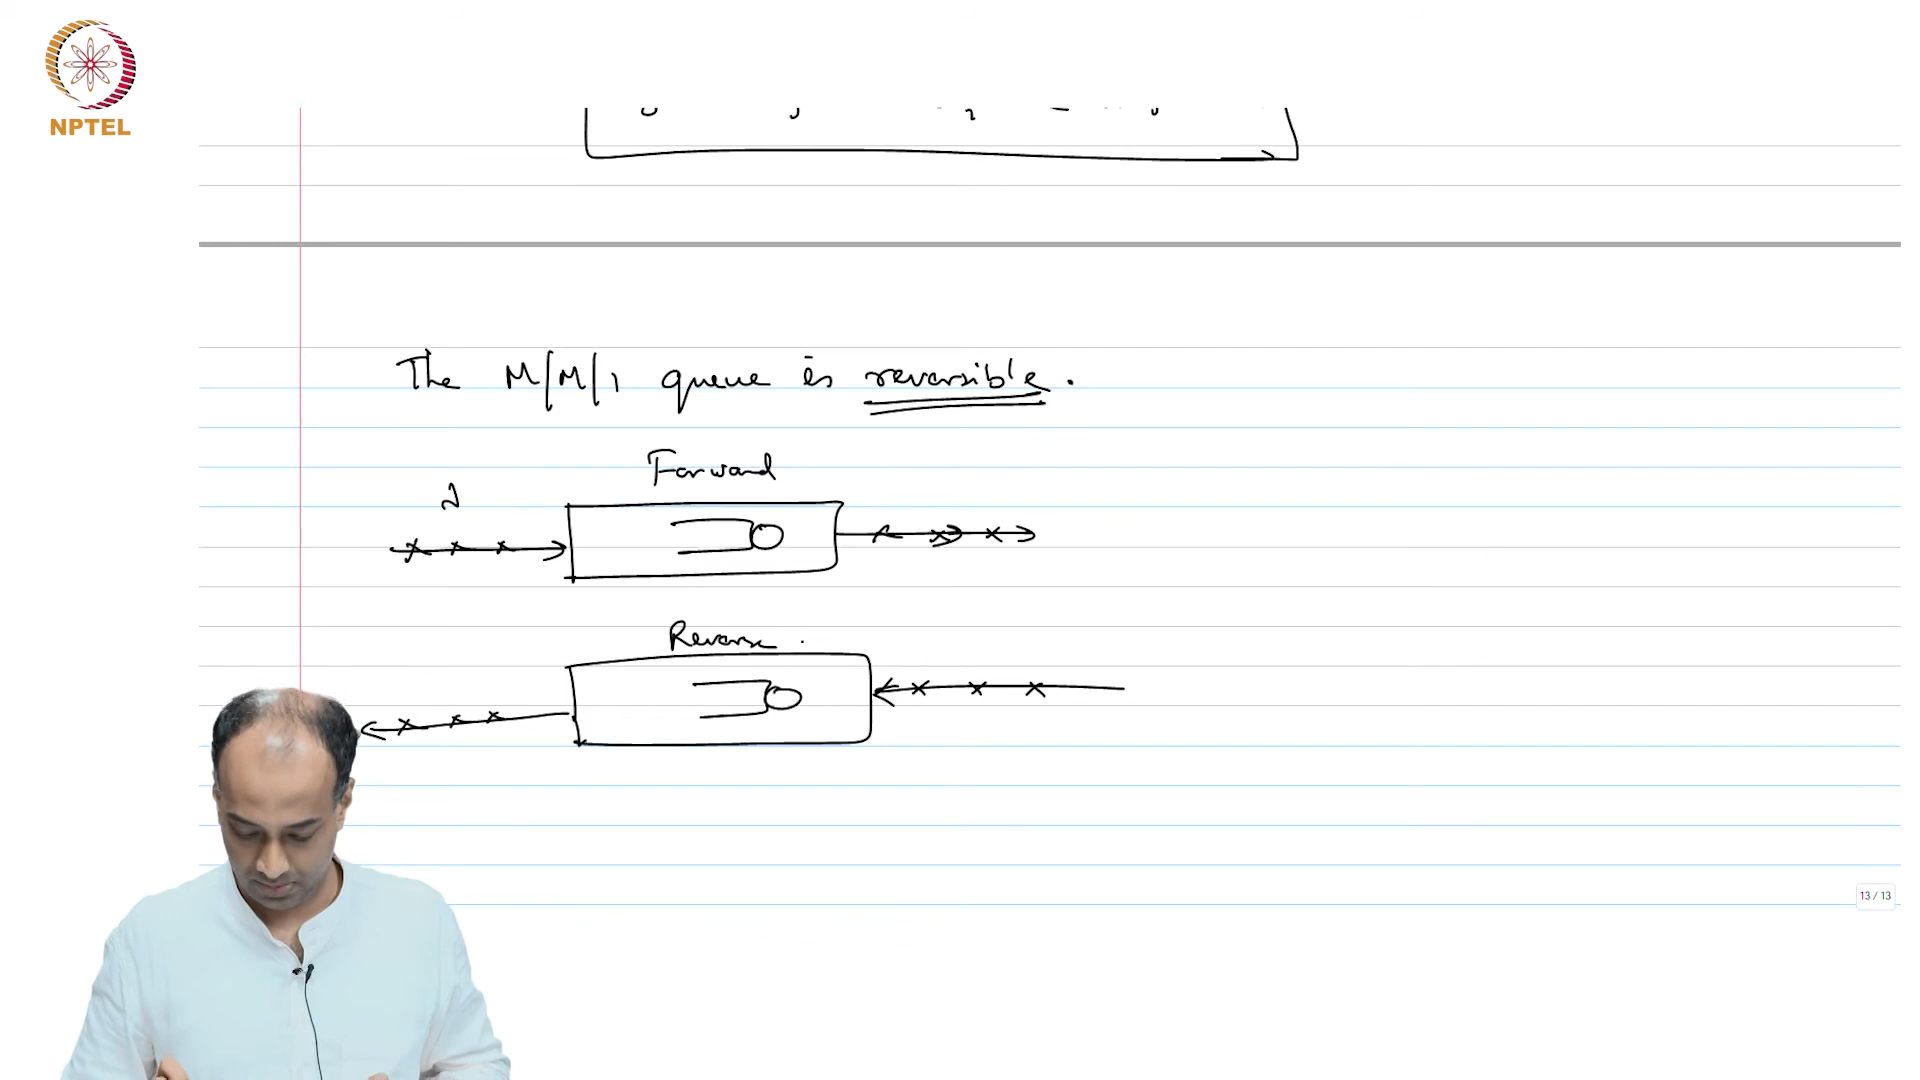 NPTEL
The M/M/1 queue is reversible.
Forward
λ
Reverse
13 / 13